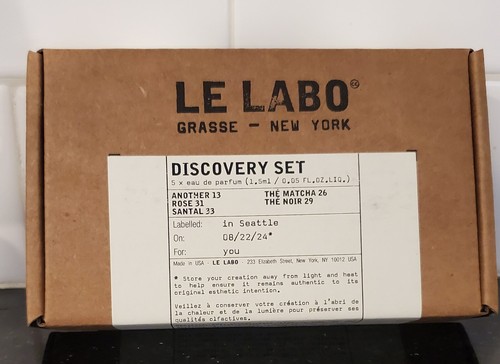 LE LABO®
GRASSE – NEW YORK
DISCOVERY SET
5 x eau de parfum (1.5ml / 0.05 FL.OZ.LIQ.)
ANOTHER 13 THÉ MATCHA 26
ROSE 31 THÉ NOIR 29
SANTAL 33
Labelled: in Seattle
On: 08/22/24*
For: you
Made in USA - LE LABO - 233 Elizabeth Street, New York, NY 10012 USA
* Store your creation away from light and heat
to help ensure it remains authentic to its
original esthetic intention.
Veillez à conserver votre création à l'abri de
la chaleur et de la lumière pour préserver ses
qualités olfactives.